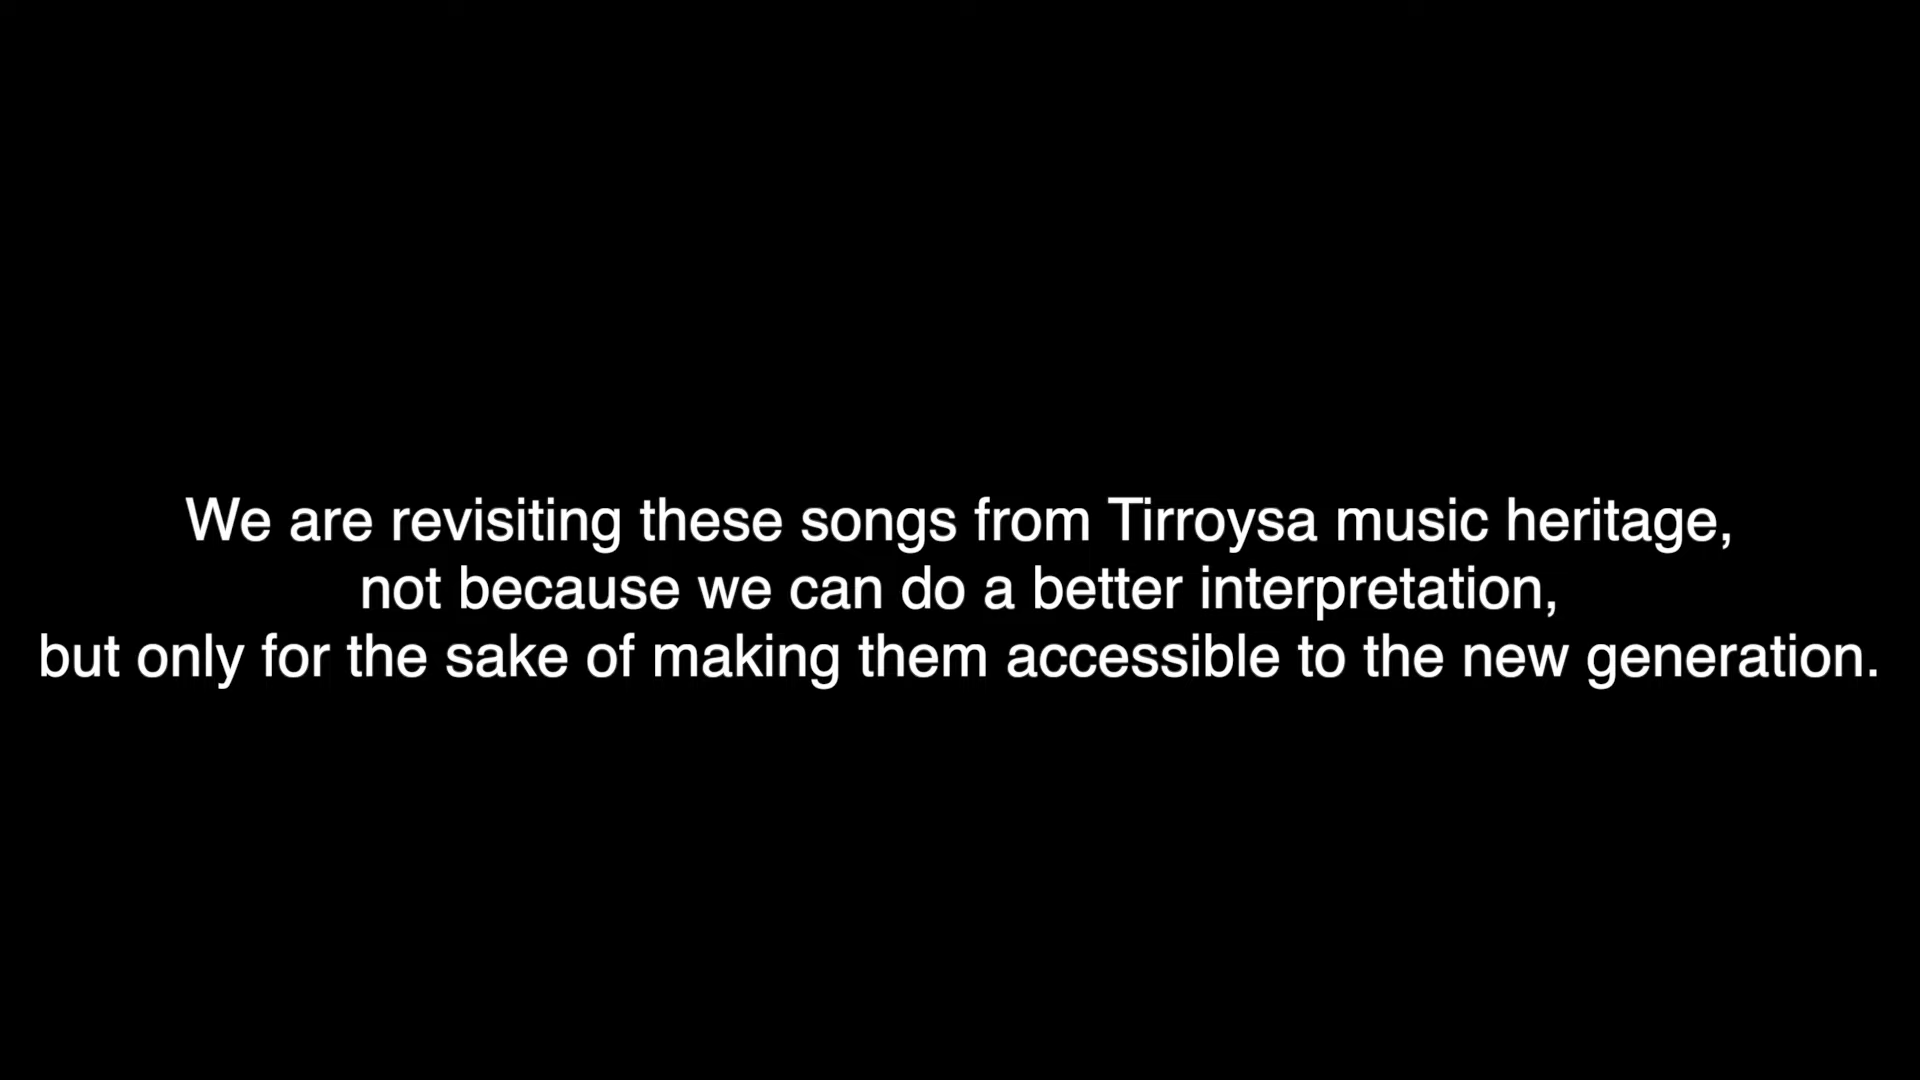 We are revisiting these songs from Tirroysa music heritage,
not because we can do a better interpretation,
but only for the sake of making them accessible to the new generation.